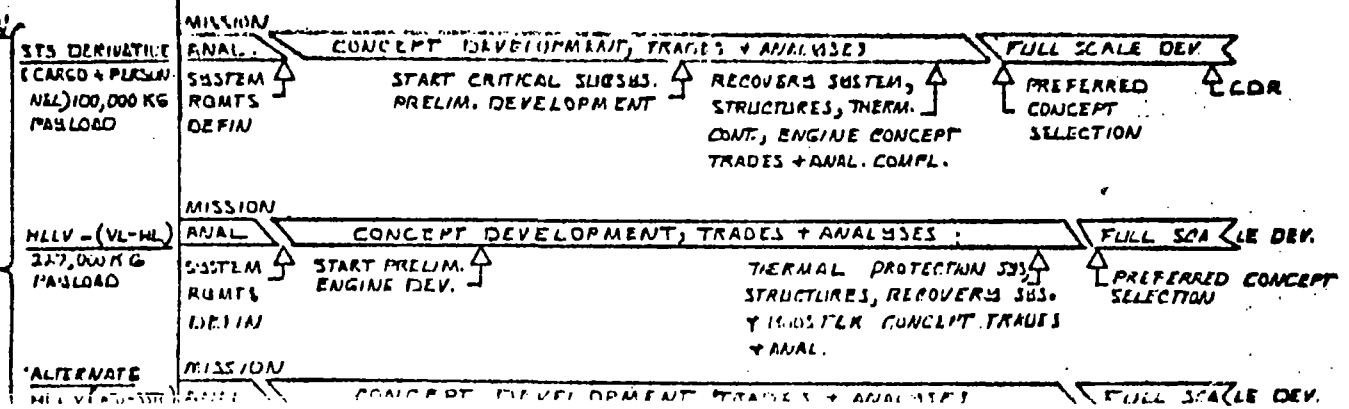 MISSION
STS DERIVATIVE ANAL. CONCEPT DEVELOPMENT, TRADES + ANALYSES FULL SCALE DEV.
(CARGO + PERSON-
NEL) 100,000 KG
PAYLOAD
SYSTEM
RQMTS
DEFIN
START CRITICAL SUBSYS.
PRELIM. DEVELOPMENT
RECOVERY SYSTEM,
STRUCTURES, THERM.
CONT., ENGINE CONCEPT
TRADES + ANAL. COMPL.
PREFERRED
CONCEPT
SELECTION
CDR
MISSION
HLLV - (VL-HL) ANAL CONCEPT DEVELOPMENT, TRADES + ANALYSES FULL SCALE DEV.
227,000 KG
PAYLOAD
SYSTEM
RQMTS
DEFIN
START PRELIM.
ENGINE DEV.
THERMAL PROTECTION SYS,
STRUCTURES, RECOVERY SYS.
+ BOOSTER CONCEPT TRADES
+ ANAL.
PREFERRED CONCEPT
SELECTION
ALTERNATE
MISSION
HLLV CONCEPT DEVELOPMENT TRADES + ANALYSES FULL SCALE DEV.